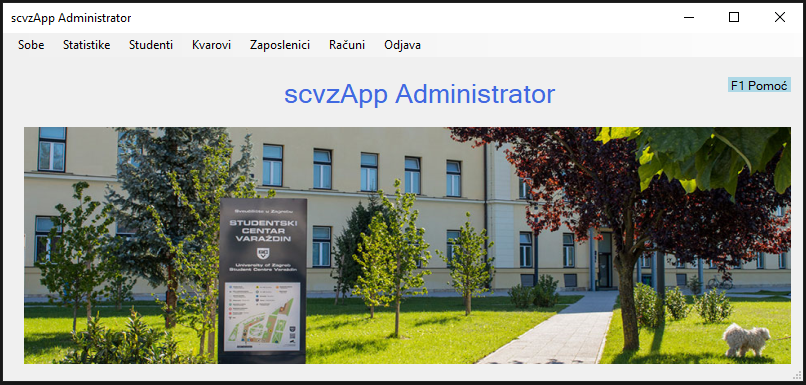 scvzApp Administrator
Sobe Statistike Studenti Kvarovi Zaposlenici Računi Odjava
scvzApp Administrator
F1 Pomoć
Sveučilište u Zagrebu
STUDENTSKI
CENTAR
VARAŽDIN
University of Zagreb
Student Centre Varaždin